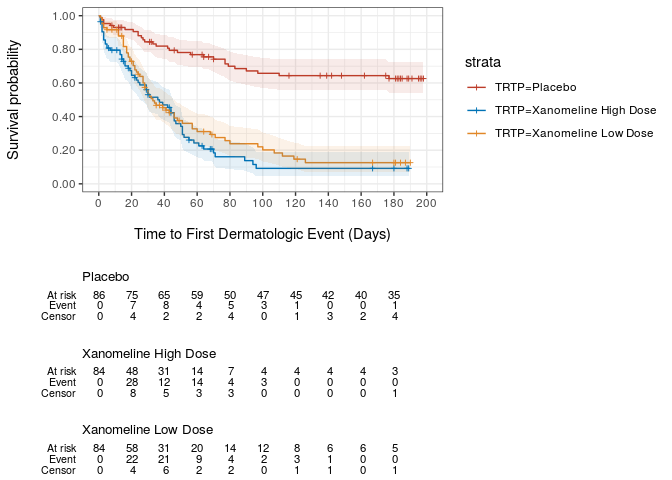 Survival probability
1.00
0.80
0.60
0.40
0.20
0.00
0 20 40 60 80 100 120 140 160 180 200
Time to First Dermatologic Event (Days)
strata
TRTP=Placebo
TRTP=Xanomeline High Dose
TRTP=Xanomeline Low Dose
Placebo
At risk 86 75 65 59 50 47 45 42 40 35
Event 0 7 8 4 5 3 1 0 0 1
Censor 0 4 2 2 4 0 1 3 2 4
Xanomeline High Dose
At risk 84 48 31 14 7 4 4 4 4 3
Event 0 28 12 14 4 3 0 0 0 0
Censor 0 8 5 3 3 0 0 0 0 1
Xanomeline Low Dose
At risk 84 58 31 20 14 12 8 6 6 5
Event 0 22 21 9 4 2 3 1 0 0
Censor 0 4 6 2 2 0 1 1 0 1